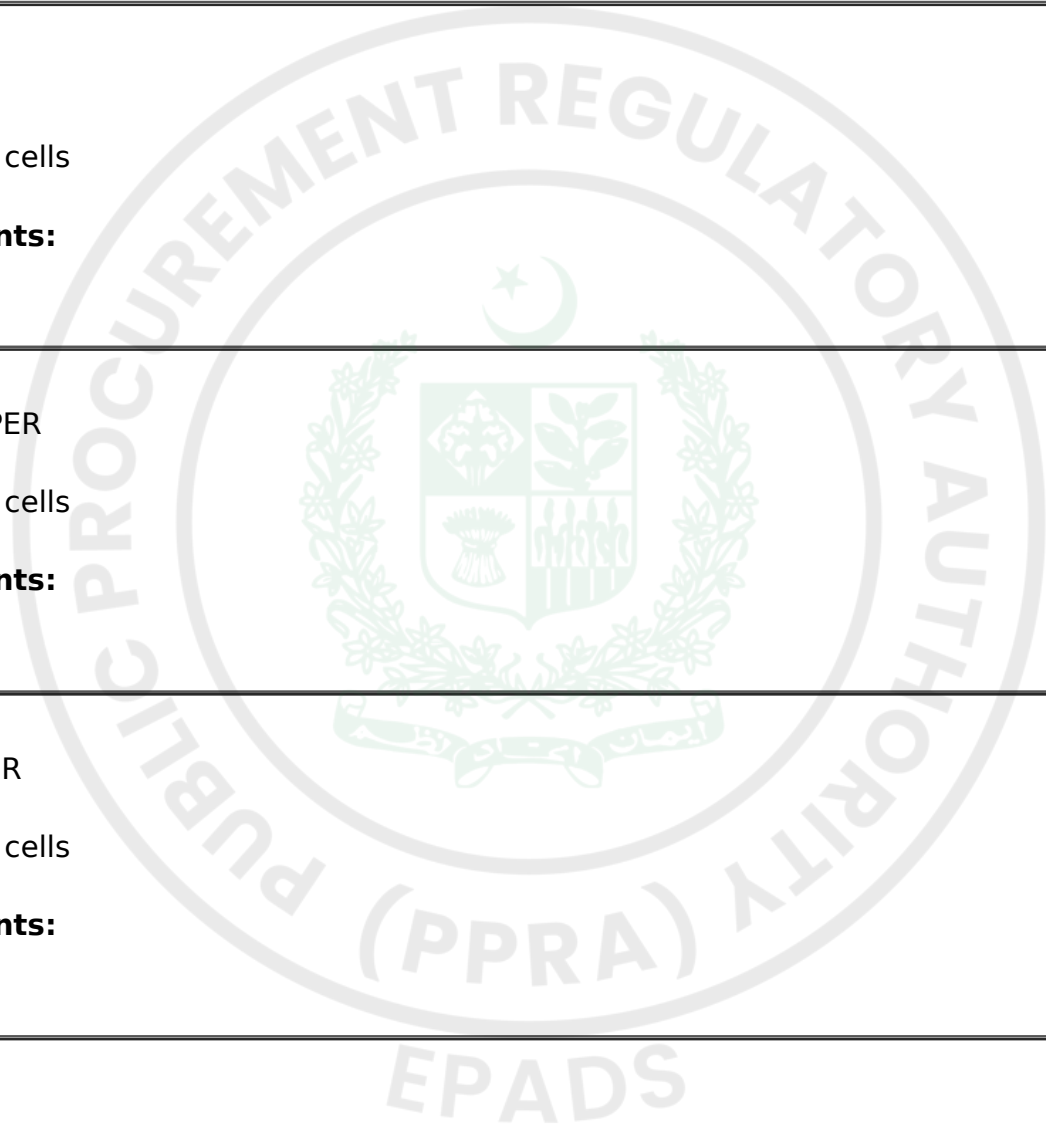 cells
nts:
PER
cells
nts:
R
cells
nts:
PUBLIC PROCUREMENT REGULATORY AUTHORITY
(PPRA)
EPADS